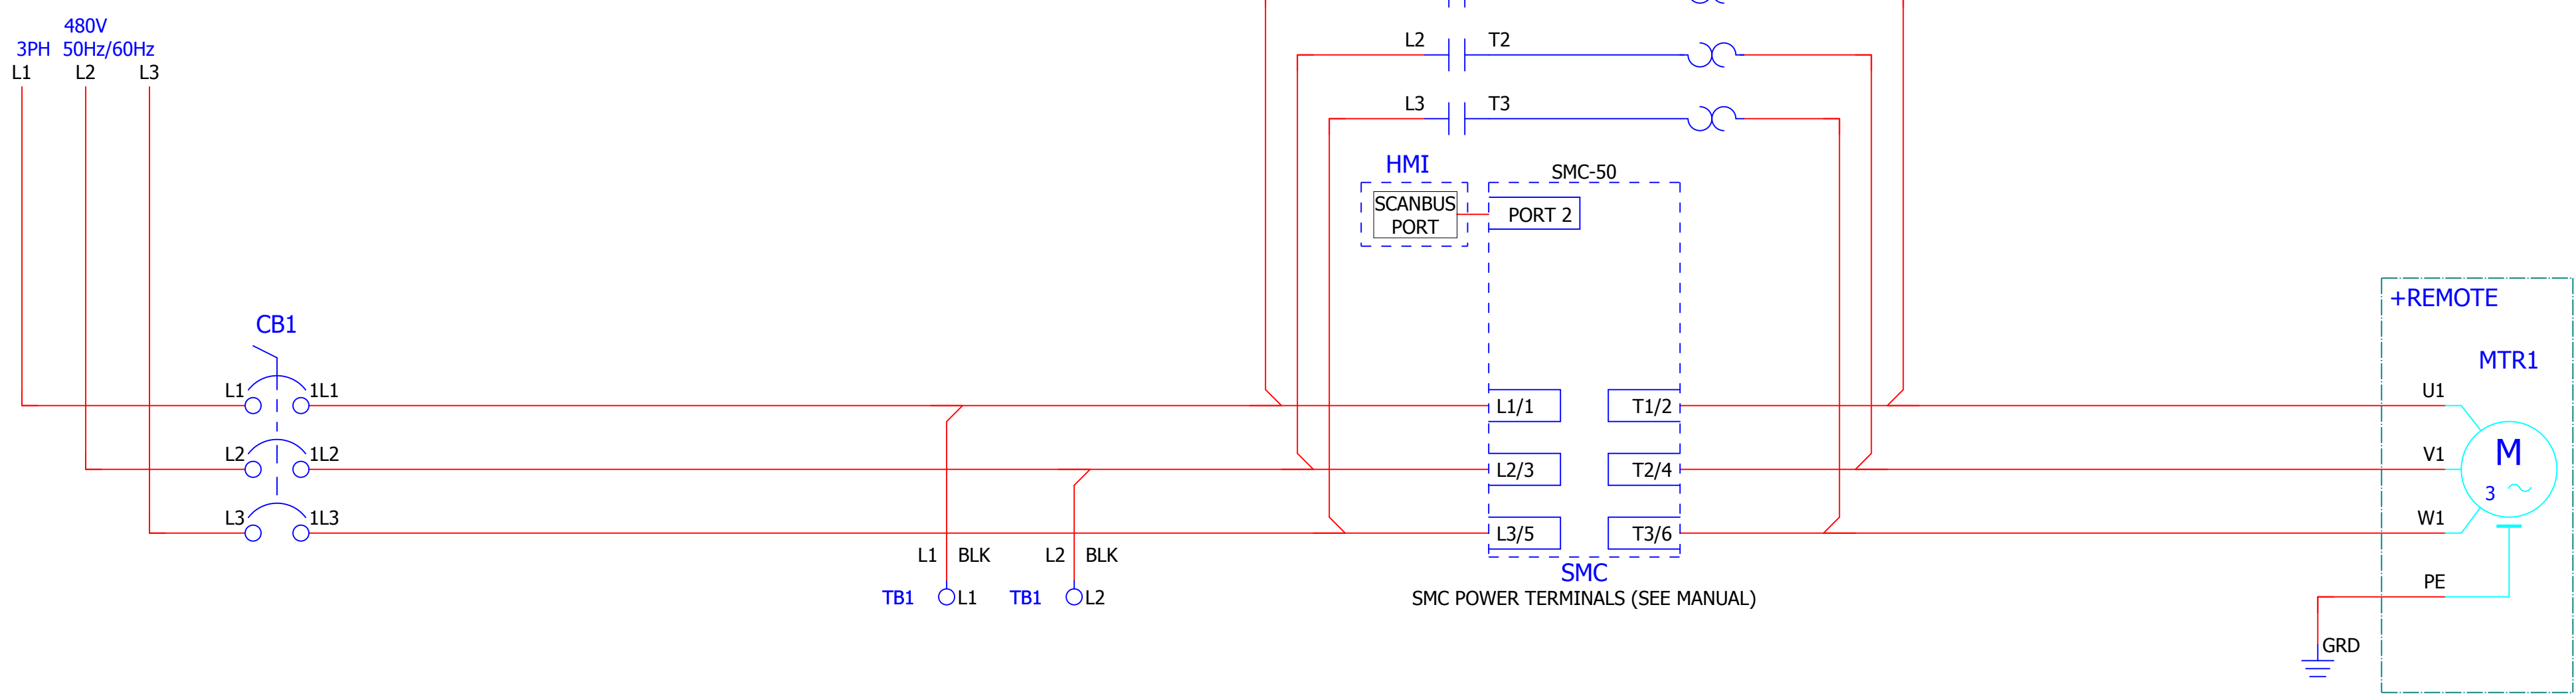 480V
3PH 50Hz/60Hz
L1 L2 L3
L2 T2
L3 T3
HMI
SMC-50
SCANBUS
PORT
PORT 2
+REMOTE
CB1
MTR1
L1 1L1
L1/1 T1/2
U1
L2 1L2
L2/3 T2/4
V1
M
3
L3 1L3
L3/5 T3/6
W1
L1 BLK L2 BLK
SMC
PE
TB1 L1 TB1 L2
SMC POWER TERMINALS (SEE MANUAL)
GRD